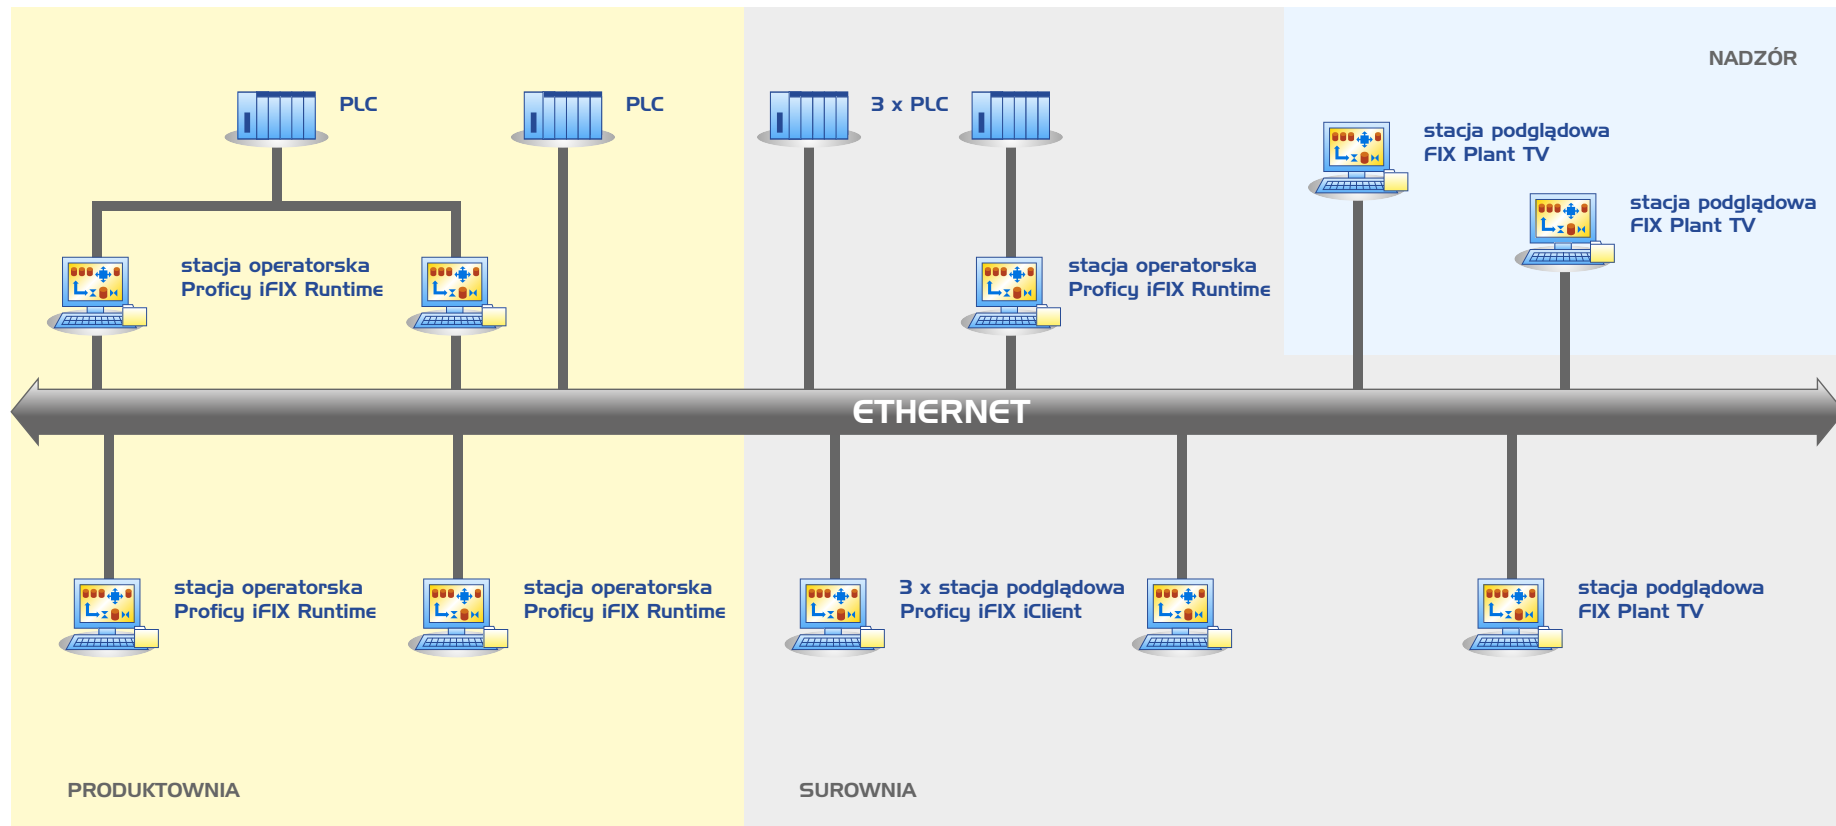 NADZÓR
PLC
PLC
3 x PLC
stacja podglądowa
FIX Plant TV
stacja podglądowa
FIX Plant TV
stacja operatorska
Proficy iFIX Runtime
stacja operatorska
Proficy iFIX Runtime
ETHERNET
stacja operatorska
Proficy iFIX Runtime
stacja operatorska
Proficy iFIX Runtime
3 x stacja podglądowa
Proficy iFIX iClient
stacja podglądowa
FIX Plant TV
PRODUKTOWNIA
SUROWNIA